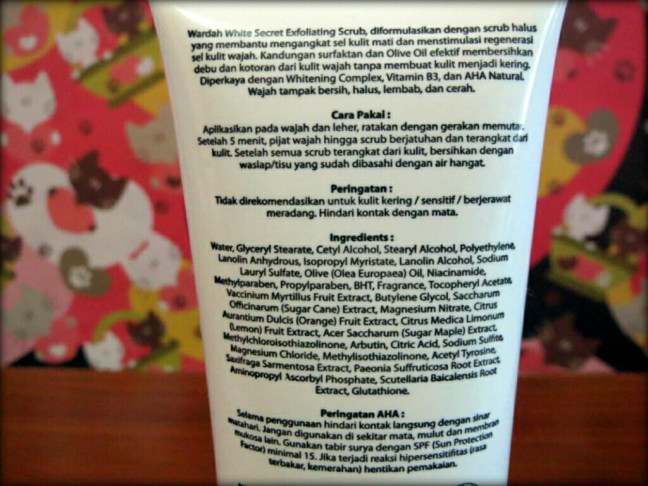 Wardah White Secret Exfoliating Scrub, diformulasikan dengan scrub halus
yang membantu mengangkat sel kulit mati dan menstimulasi regenerasi
sel kulit wajah. Kandungan surfaktan dan Olive Oil efektif membersihkan
debu dan kotoran dari kulit wajah tanpa membuat kulit menjadi kering.
Diperkaya dengan Whitening Complex, Vitamin B3, dan AHA Natural.
Wajah tampak bersih, halus, lembab, dan cerah.
Cara Pakai :
Aplikasikan pada wajah dan leher, ratakan dengan gerakan memutar.
Setelah 5 menit, pijat wajah hingga scrub berjatuhan dan terangkat dari
kulit. Setelah semua scrub terangkat dari kulit, bersihkan dengan
waslap/tisu yang sudah dibasahi dengan air hangat.
Peringatan :
Tidak direkomendasikan untuk kulit kering / sensitif / berjerawat
meradang. Hindari kontak dengan mata.
Ingredients :
Water, Glyceryl Stearate, Cetyl Alcohol, Stearyl Alcohol, Polyethylene,
Lanolin Anhydrous, Isopropyl Myristate, Lanolin Alcohol, Sodium
Lauryl Sulfate, Olive (Olea Europaea) Oil, Niacinamide,
Methylparaben, Propylparaben, BHT, Fragrance, Tocopheryl Acetate,
Vaccinium Myrtillus Fruit Extract, Butylene Glycol, Saccharum
Officinarum (Sugar Cane) Extract, Magnesium Nitrate, Citrus
Aurantium Dulcis (Orange) Fruit Extract, Citrus Medica Limonum
(Lemon) Fruit Extract, Acer Saccharum (Sugar Maple) Extract,
Methylchloroisothiazolinone, Arbutin, Citric Acid, Sodium Sulfite,
Magnesium Chloride, Methylisothiazolinone, Acetyl Tyrosine,
Saxifraga Sarmentosa Extract, Paeonia Suffruticosa Root Extract,
Aminopropyl Ascorbyl Phosphate, Scutellaria Baicalensis Root
Extract, Glutathione.
Peringatan AHA :
Selama penggunaan hindari kontak langsung dengan sinar
matahari. Jangan digunakan di sekitar mata, mulut dan membran
mukosa lain. Gunakan tabir surya dengan SPF (Sun Protection
Factor) minimal 15. Jika terjadi reaksi hipersensitifitas (rasa
terbakar, kemerahan) hentikan pemakaian.